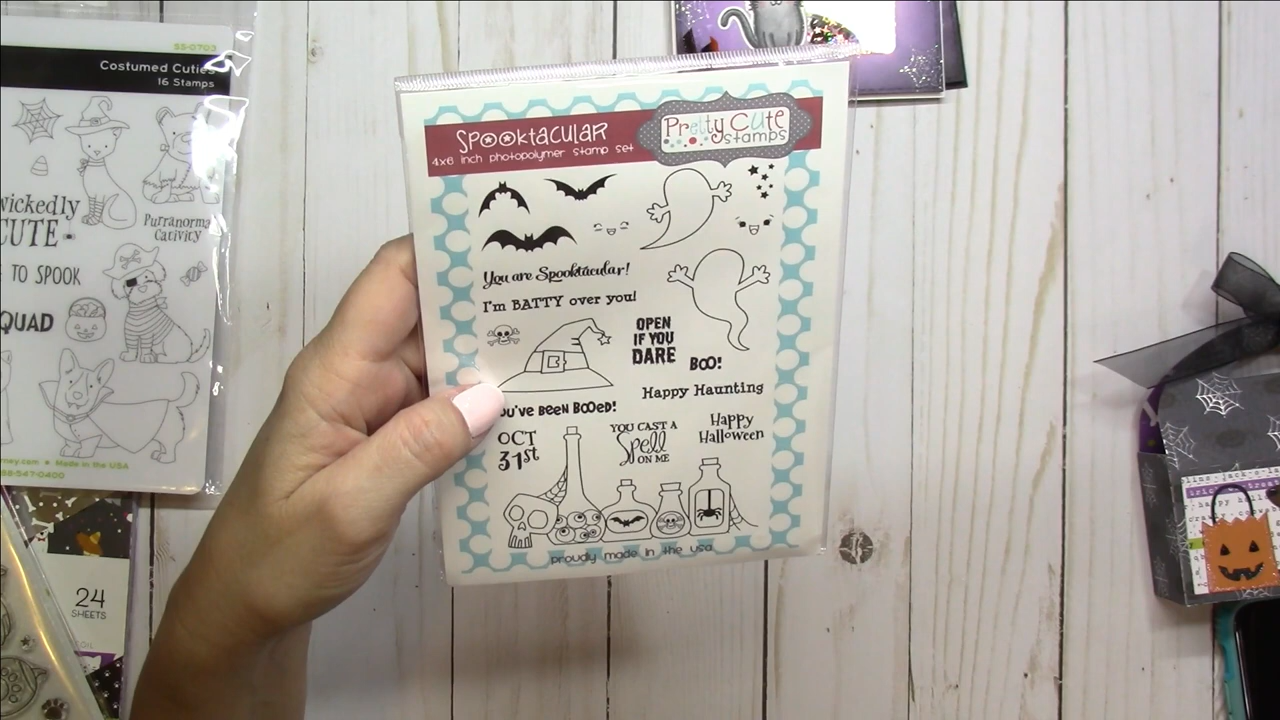 SS-0703
Costumed Cuties
16 Stamps
wickedly
CUTE
Purranormal
Cativity
TO SPOOK
QUAD
Made in the USA
24
SHEETS
SPOOKTACULAR
4x6 inch photopolymer stamp set
Pretty Cute
Stamps
You are Spooktacular!
I'm BATTY over you!
OPEN
IF YOU
DARE
BOO!
Happy Haunting
ou've been BOOed!
OCT
31st
YOU CAST A
Spell
ON ME
Happy
Halloween
proudly made in the usa